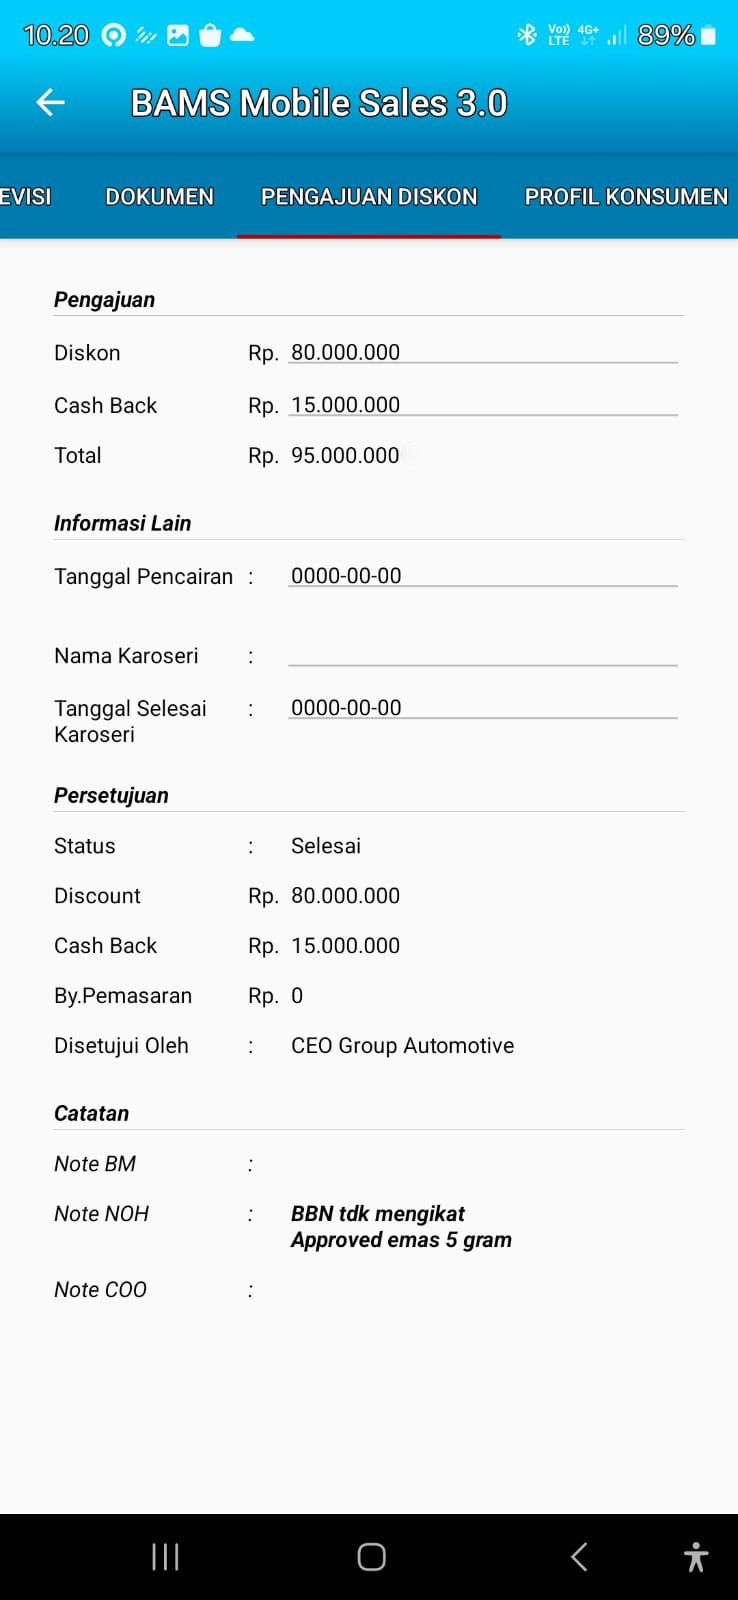 10.20 Vo)) LTE 4G+ 89%
BAMS Mobile Sales 3.0
EVISI DOKUMEN PENGAJUAN DISKON PROFIL KONSUMEN
Pengajuan
Diskon Rp. 80.000.000
Cash Back Rp. 15.000.000
Total Rp. 95.000.000
Informasi Lain
Tanggal Pencairan : 0000-00-00
Nama Karoseri :
Tanggal Selesai : 0000-00-00
Karoseri
Persetujuan
Status : Selesai
Discount Rp. 80.000.000
Cash Back Rp. 15.000.000
By.Pemasaran Rp. 0
Disetujui Oleh : CEO Group Automotive
Catatan
Note BM :
Note NOH : BBN tdk mengikat
Approved emas 5 gram
Note COO :